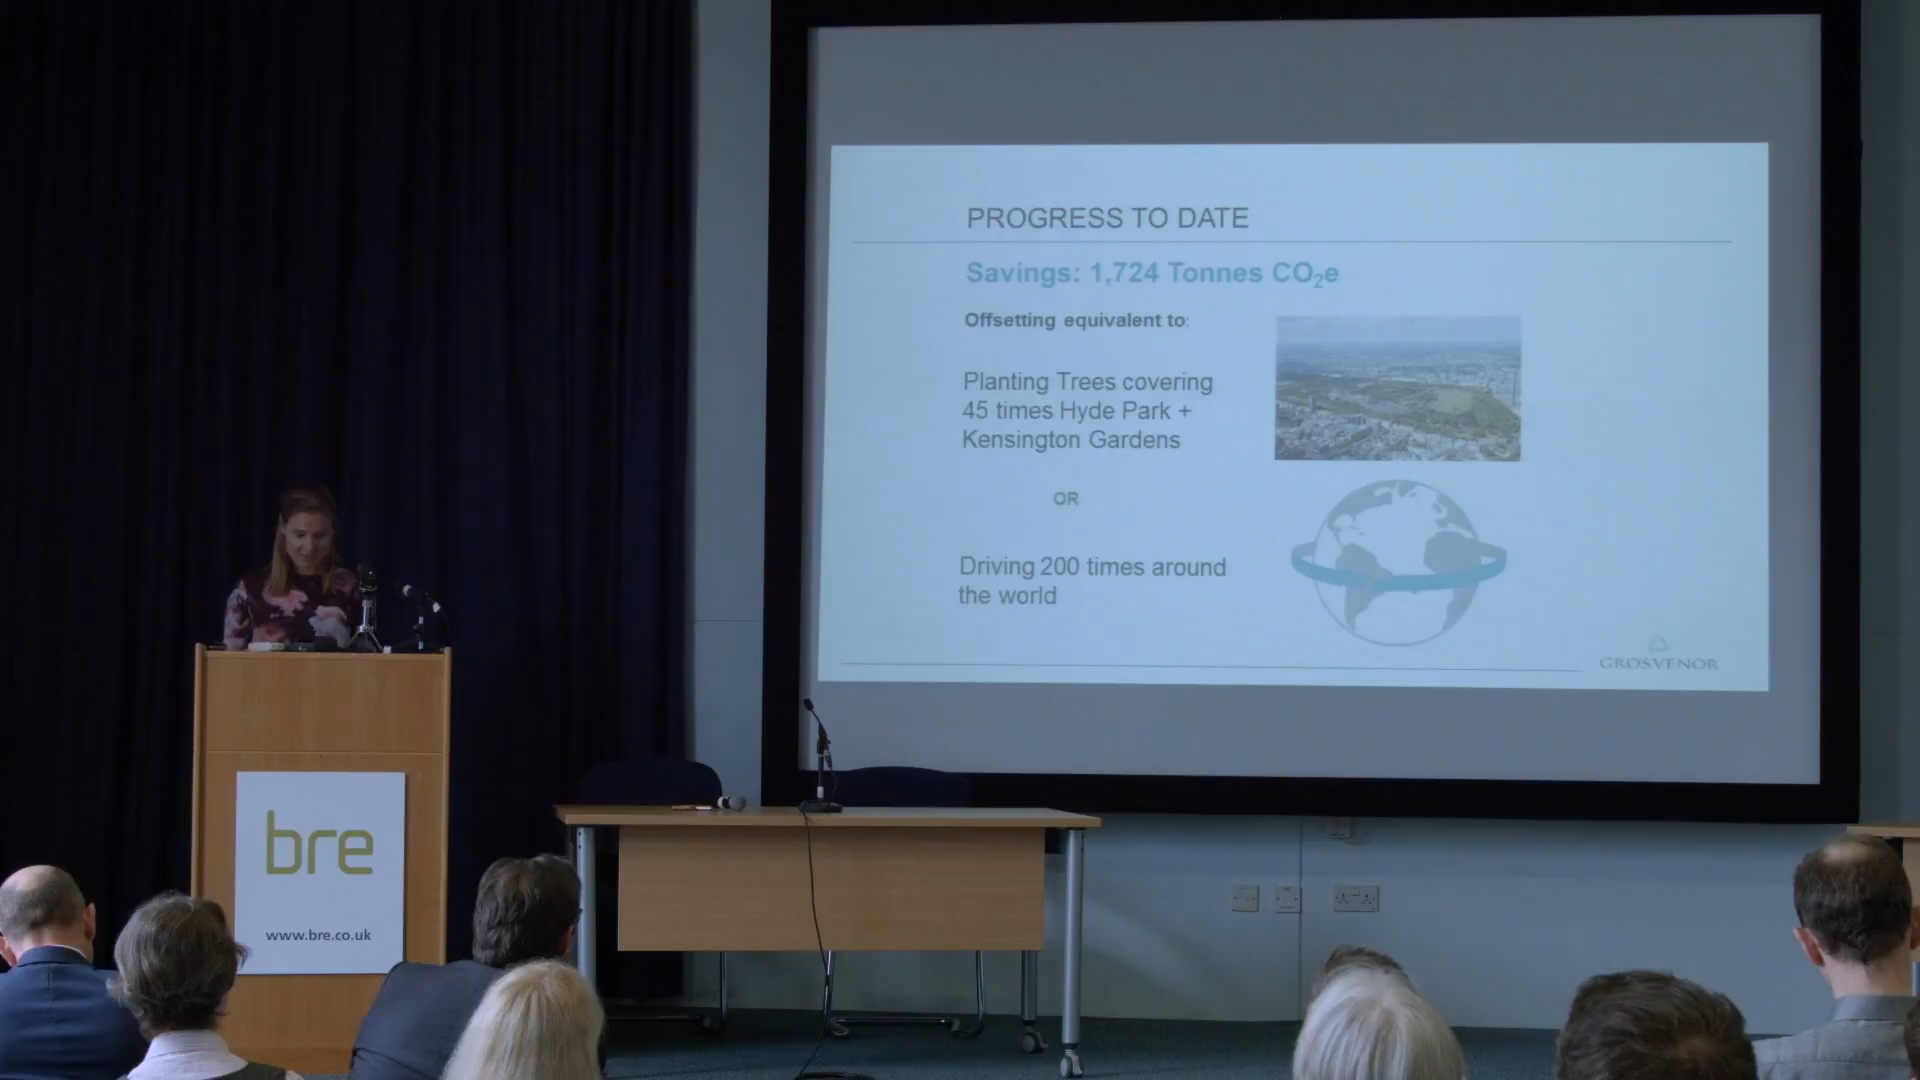 PROGRESS TO DATE
Savings: 1,724 Tonnes CO₂e
Offsetting equivalent to:
Planting Trees covering
45 times Hyde Park +
Kensington Gardens
OR
Driving 200 times around
the world
GROSVENOR
bre
www.bre.co.uk